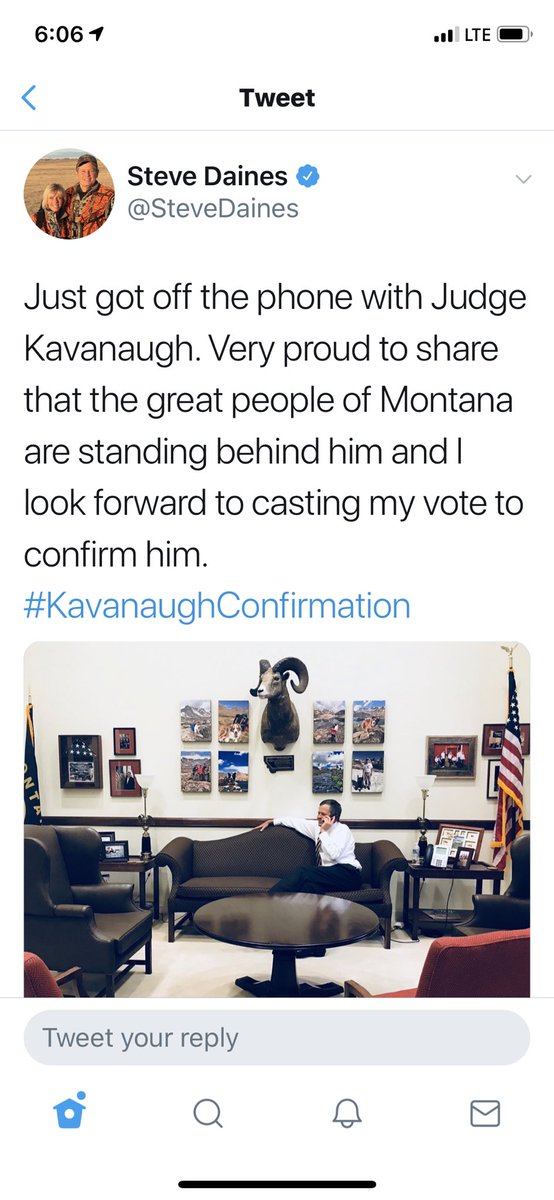 6:06
LTE
Tweet
Steve Daines
@SteveDaines
Just got off the phone with Judge
Kavanaugh. Very proud to share
that the great people of Montana
are standing behind him and I
look forward to casting my vote to
confirm him.
#KavanaughConfirmation
Tweet your reply